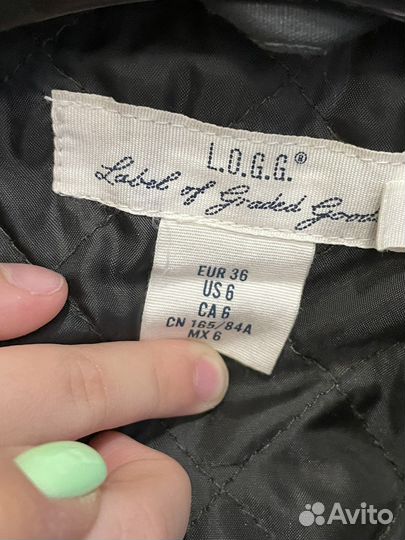 L.O.G.G.®
Label of Graded Goods
EUR 36
US 6
CA 6
CN 165/84A
MX 6
Avito